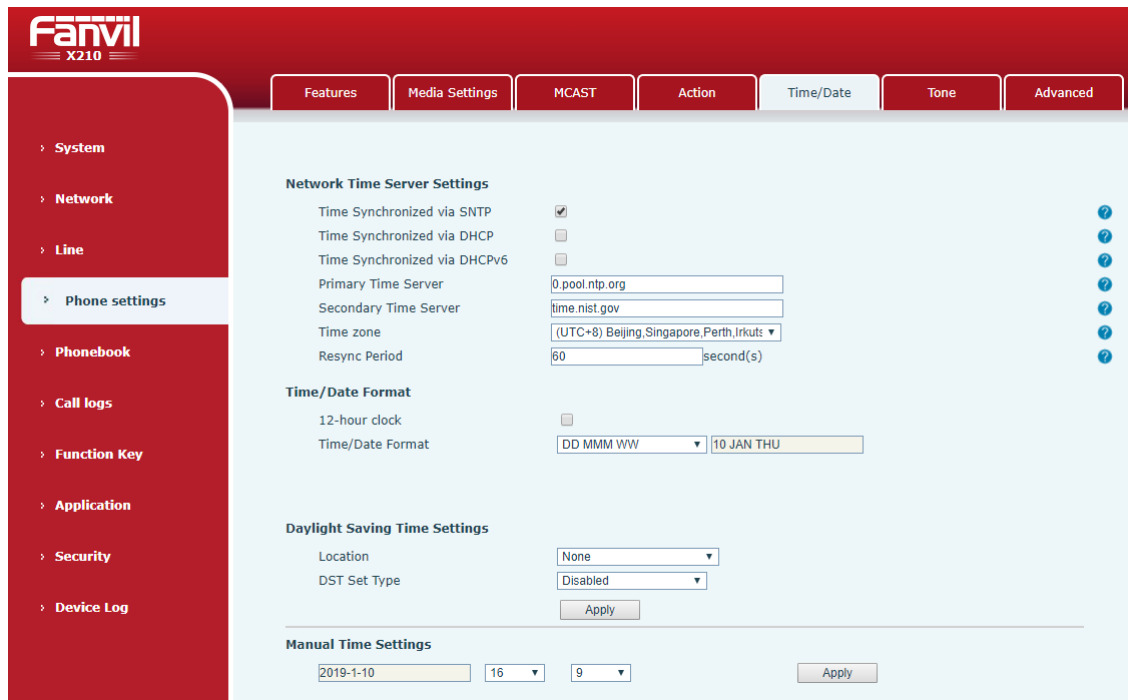 Fanvil
X210
Features Media Settings MCAST Action Time/Date Tone Advanced
› System
› Network
› Line
› Phone settings
› Phonebook
› Call logs
› Function Key
› Application
› Security
› Device Log
Network Time Server Settings
Time Synchronized via SNTP ?
Time Synchronized via DHCP ?
Time Synchronized via DHCPv6 ?
Primary Time Server 0.pool.ntp.org ?
Secondary Time Server time.nist.gov ?
Time zone (UTC+8) Beijing,Singapore,Perth,Irkuts ?
Resync Period 60 second(s) ?
Time/Date Format
12-hour clock
Time/Date Format DD MMM WW 10 JAN THU
Daylight Saving Time Settings
Location None
DST Set Type Disabled
Apply
Manual Time Settings
2019-1-10 16 9 Apply